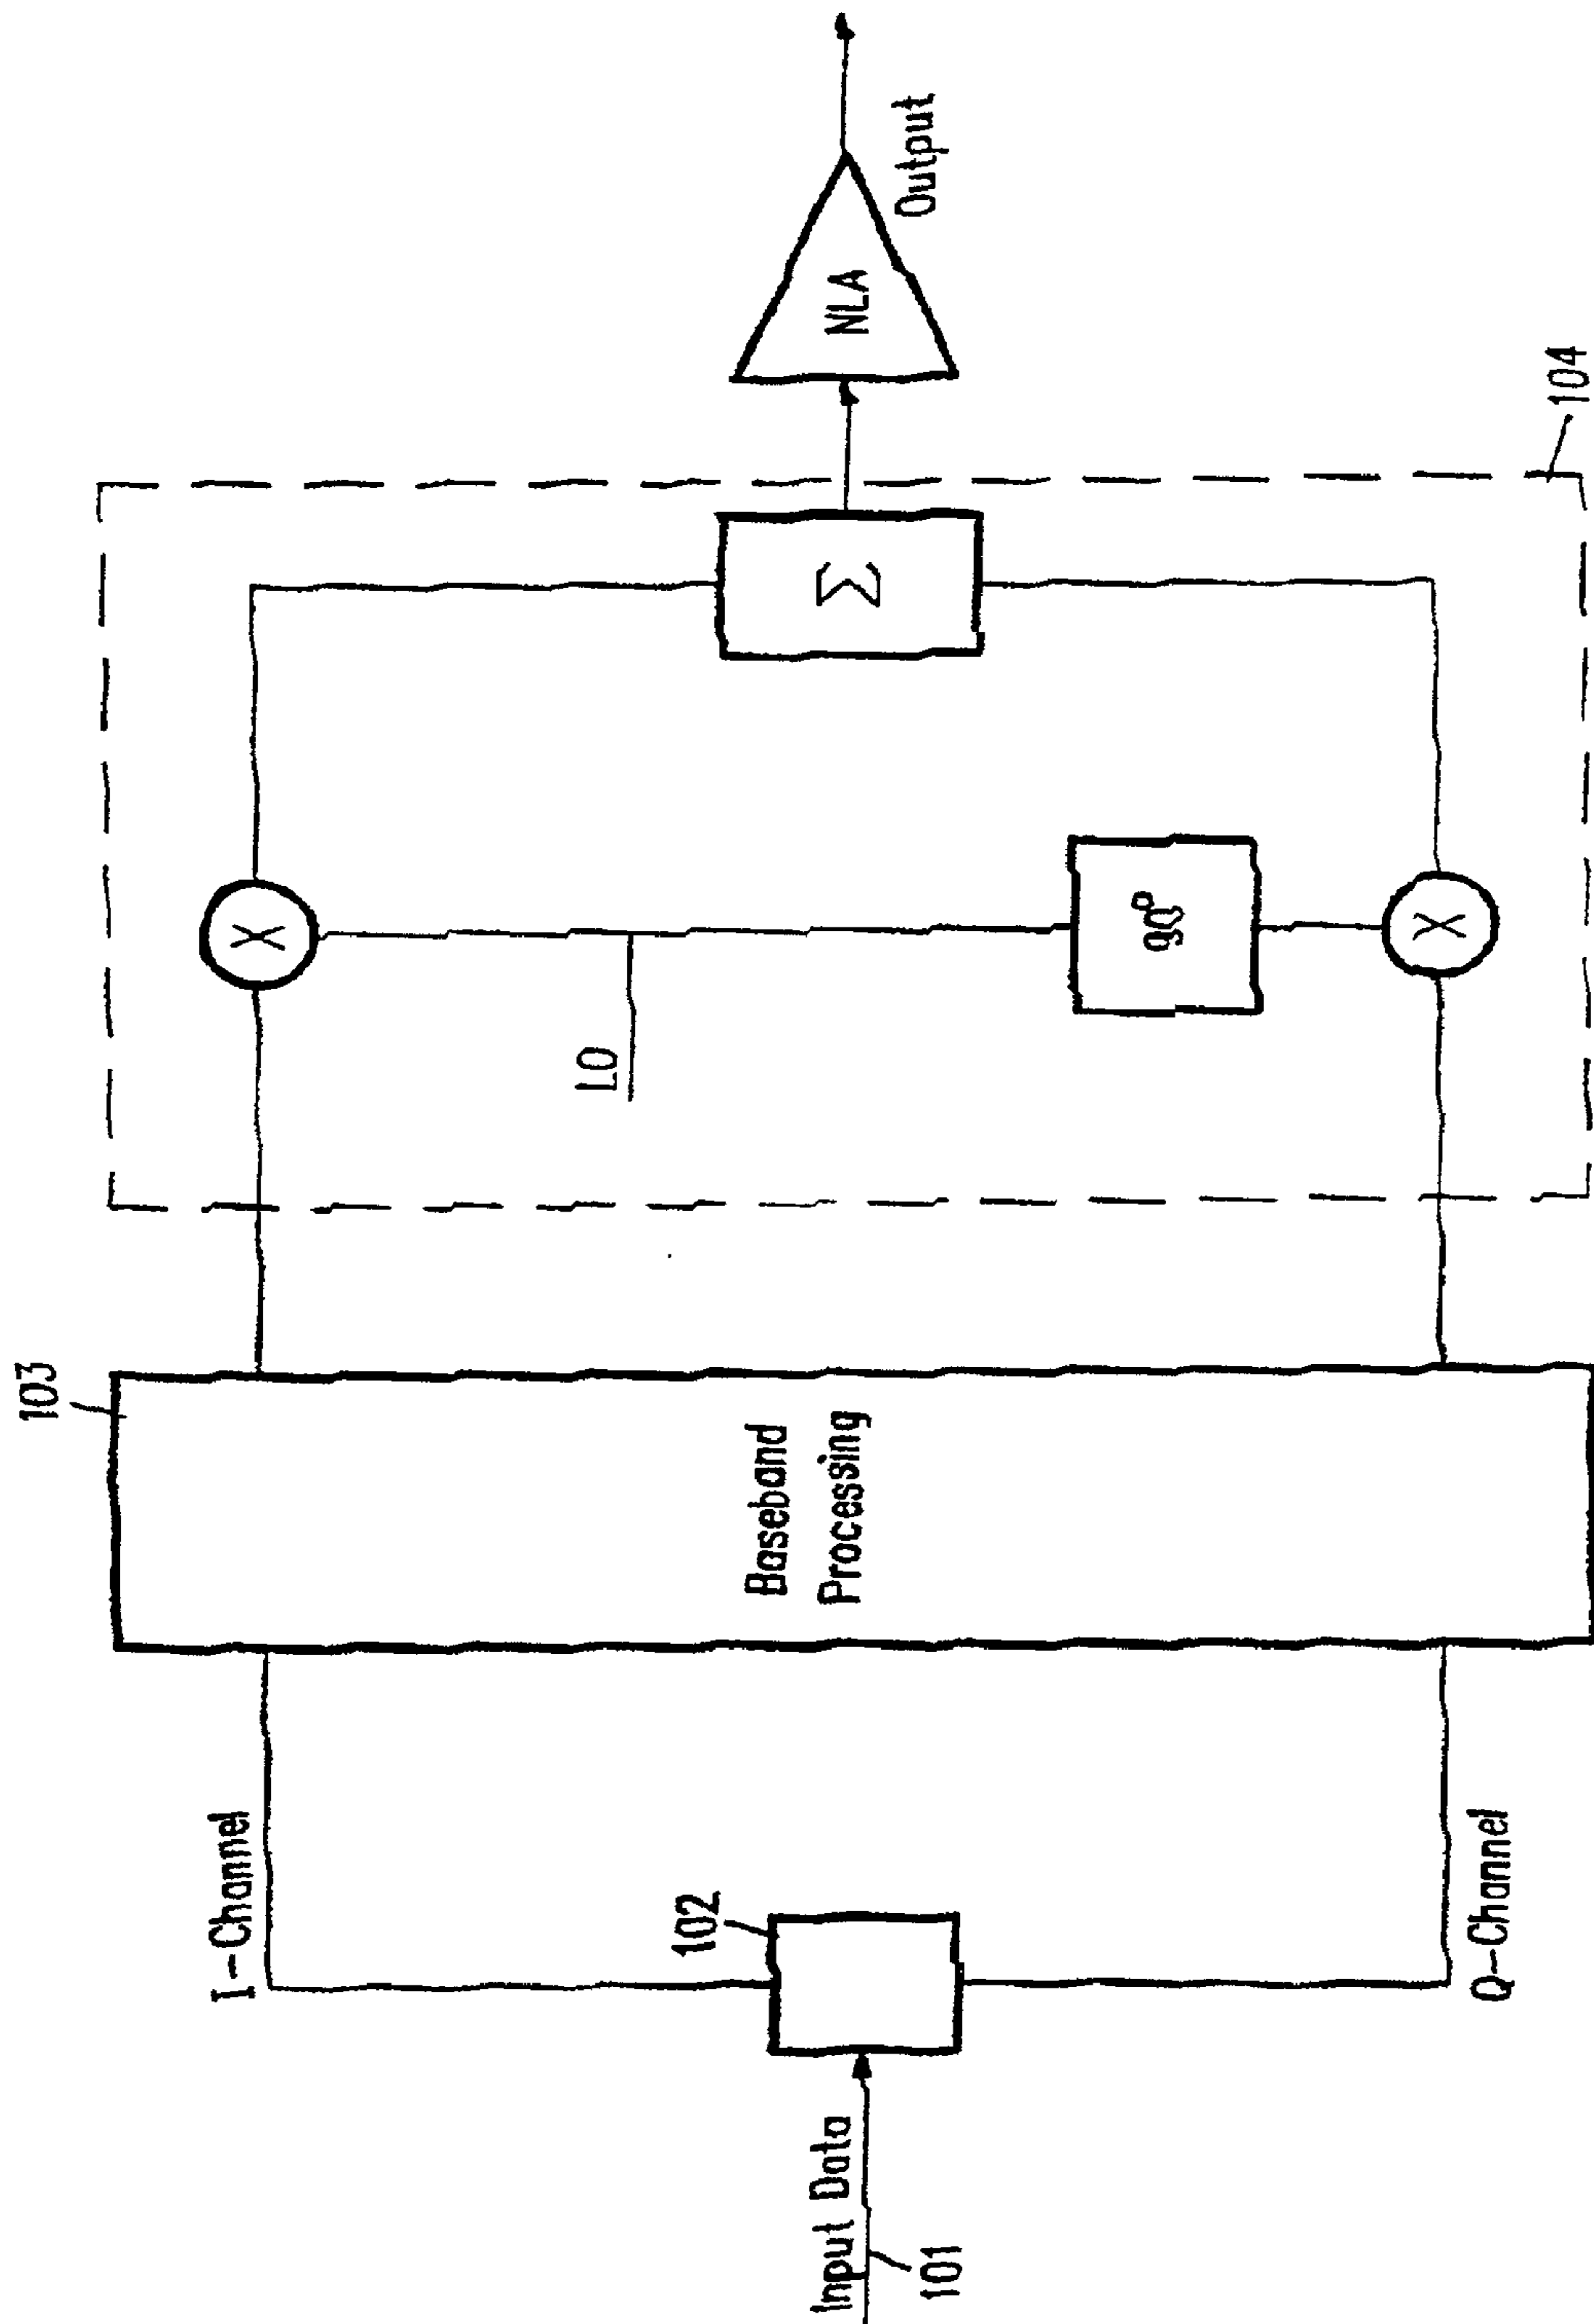 Input Data
101
102
I-Channel
Q-Channel
103
Baseband
Processing
LO
X
90°
X
Σ
104
NLA
Output